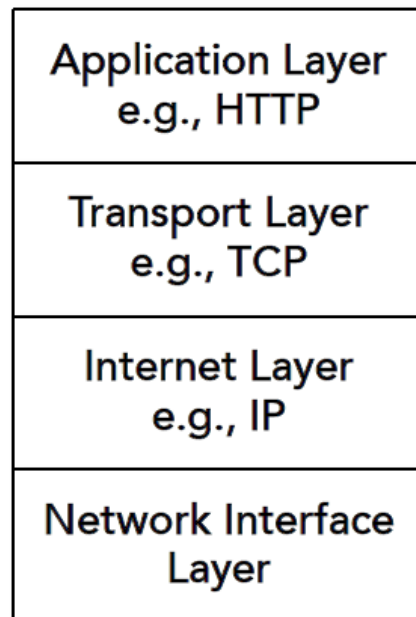 Application Layer
e.g., HTTP
Transport Layer
e.g., TCP
Internet Layer
e.g., IP
Network Interface
Layer